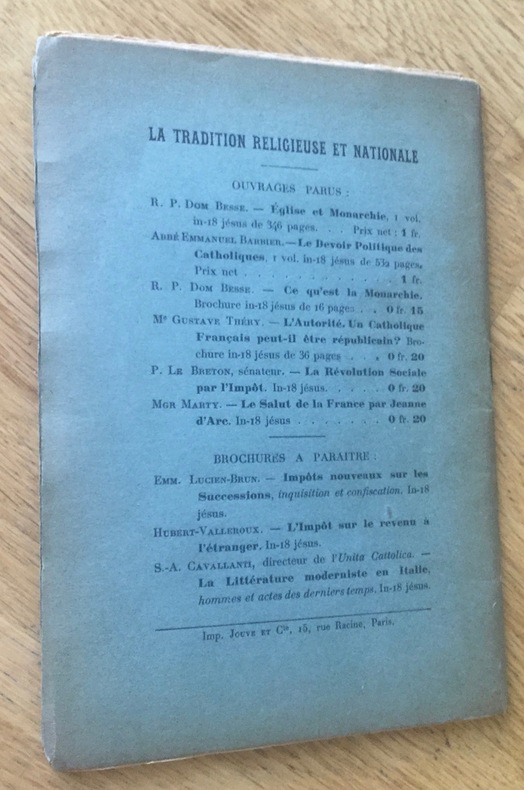 LA TRADITION RELIGIEUSE ET NATIONALE
OUVRAGES PARUS :
R. P. DOM BESSE. — Église et Monarchie, 1 vol.
in-18 jésus de 346 pages. . . Prix net : 1 fr.
ABBÉ EMMANUEL BARBIER. — Le Devoir Politique des
Catholiques, 1 vol. in-18 jésus de 532 pages.
Prix net . . . . . . . . . . . . . 1 fr.
R. P. DOM BESSE. — Ce qu'est la Monarchie.
Brochure in-18 jésus de 16 pages . . 0 fr. 15
Me GUSTAVE THÉRY. — L'Autorité. Un Catholique
Français peut-il être républicain? Bro-
chure in-18 jésus de 36 pages . . . 0 fr. 20
P. LE BRETON, sénateur. — La Révolution Sociale
par l'Impôt. In-18 jésus. . . . . 0 fr. 20
MGR MARTY. — Le Salut de la France par Jeanne
d'Arc. In-18 jésus . . . . . . . 0 fr. 20
BROCHURES A PARAITRE :
EMM. LUCIEN-BRUN. — Impôts nouveaux sur les
Successions, inquisition et confiscation. In-18
jésus.
HUBERT-VALLEROUX. — L'Impôt sur le revenu à
l'étranger. In-18 jésus.
S.-A. CAVALLANTI, directeur de l'Unita Cattolica. —
La Littérature moderniste en Italie,
hommes et actes des derniers temps. In-18 jésus.
Imp. JOUVE ET Cie, 15, rue Racine, Paris.